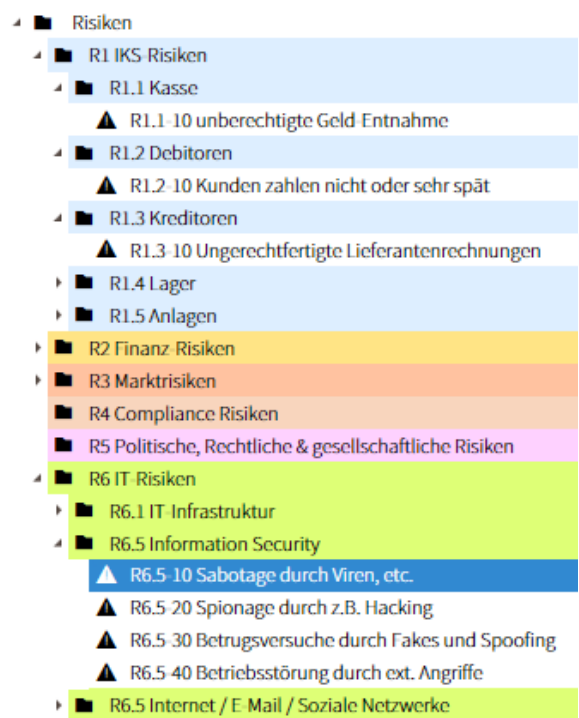 Risiken
R1 IKS-Risiken
R1.1 Kasse
R1.1-10 unberechtigte Geld-Entnahme
R1.2 Debitoren
R1.2-10 Kunden zahlen nicht oder sehr spät
R1.3 Kreditoren
R1.3-10 Ungerechtfertigte Lieferantenrechnungen
R1.4 Lager
R1.5 Anlagen
R2 Finanz-Risiken
R3 Marktrisiken
R4 Compliance Risiken
R5 Politische, Rechtliche & gesellschaftliche Risiken
R6 IT-Risiken
R6.1 IT-Infrastruktur
R6.5 Information Security
R6.5-10 Sabotage durch Viren, etc.
R6.5-20 Spionage durch z.B. Hacking
R6.5-30 Betrugsversuche durch Fakes und Spoofing
R6.5-40 Betriebsstörung durch ext. Angriffe
R6.5 Internet / E-Mail / Soziale Netzwerke